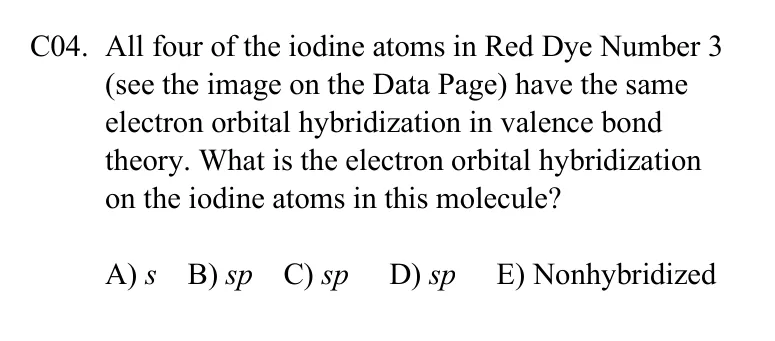 C04. All four of the iodine atoms in Red Dye Number 3
(see the image on the Data Page) have the same
electron orbital hybridization in valence bond
theory. What is the electron orbital hybridization
on the iodine atoms in this molecule?
A) s B) sp C) sp D) sp E) Nonhybridized